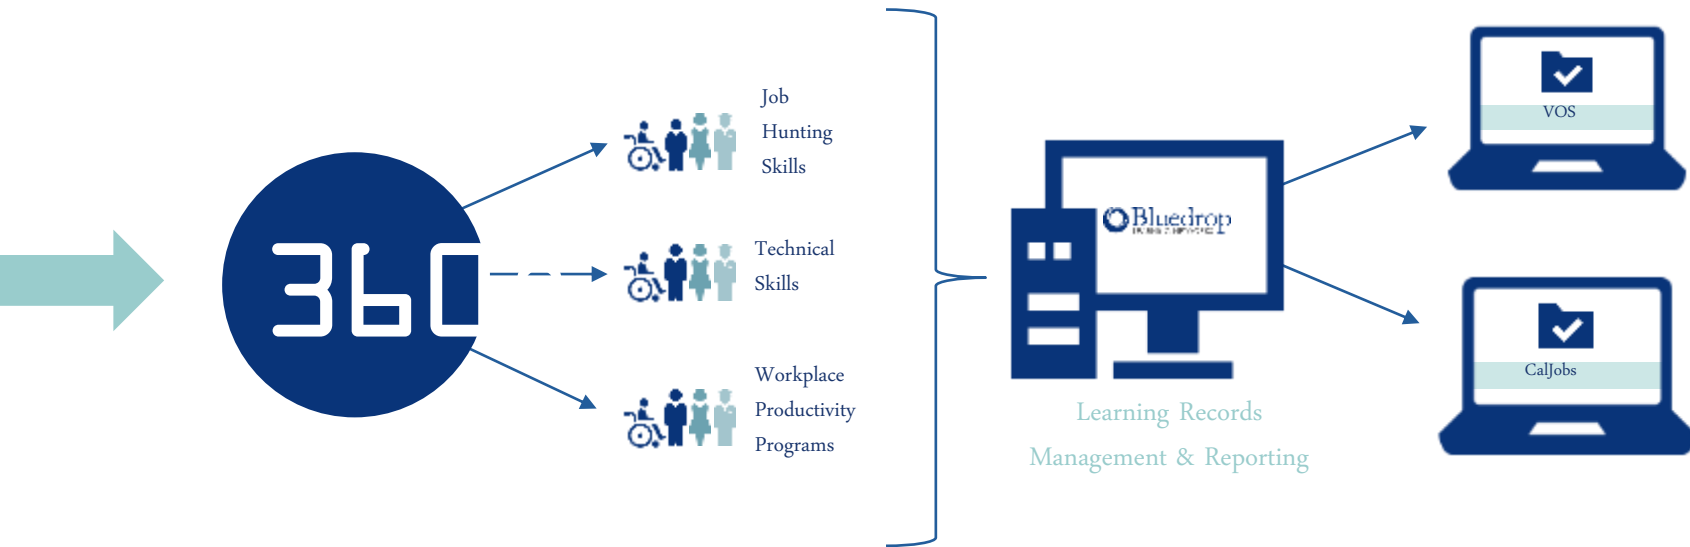 360
Job
Hunting
Skills
Technical
Skills
Workplace
Productivity
Programs
Bluedrop
Learning Records
Management & Reporting
VOS
CalJobs